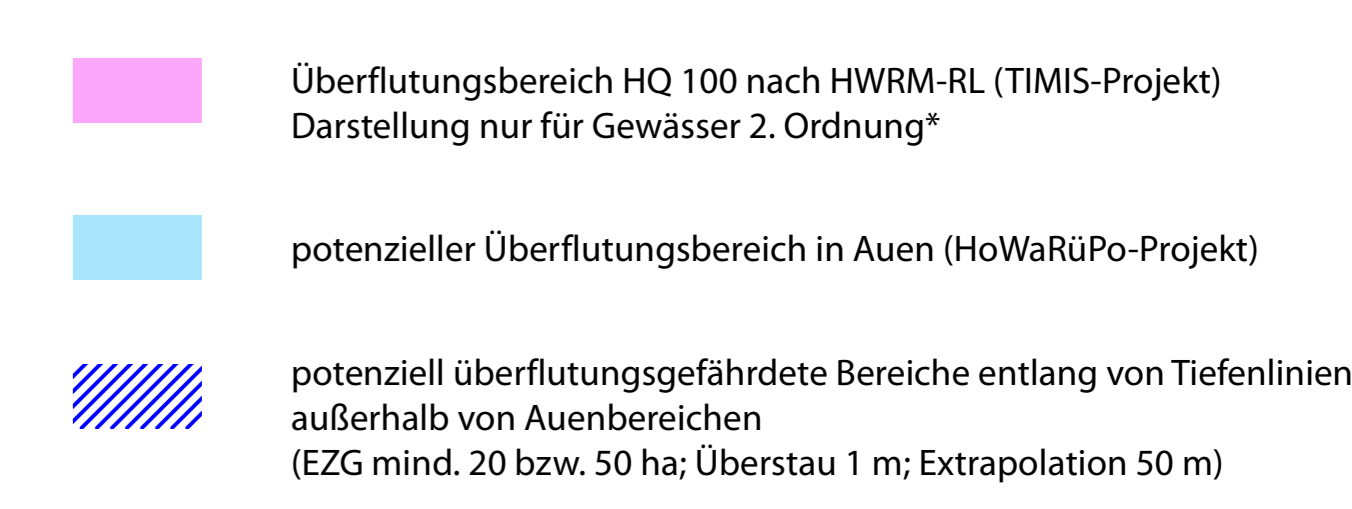 Überflutungsbereich HQ 100 nach HWRM-RL (TIMIS-Projekt)
Darstellung nur für Gewässer 2. Ordnung*
potenzieller Überflutungsbereich in Auen (HoWaRüPo-Projekt)
potenziell überflutungsgefährdete Bereiche entlang von Tiefenlinien
außerhalb von Auenbereichen
(EZG mind. 20 bzw. 50 ha; Überstau 1 m; Extrapolation 50 m)